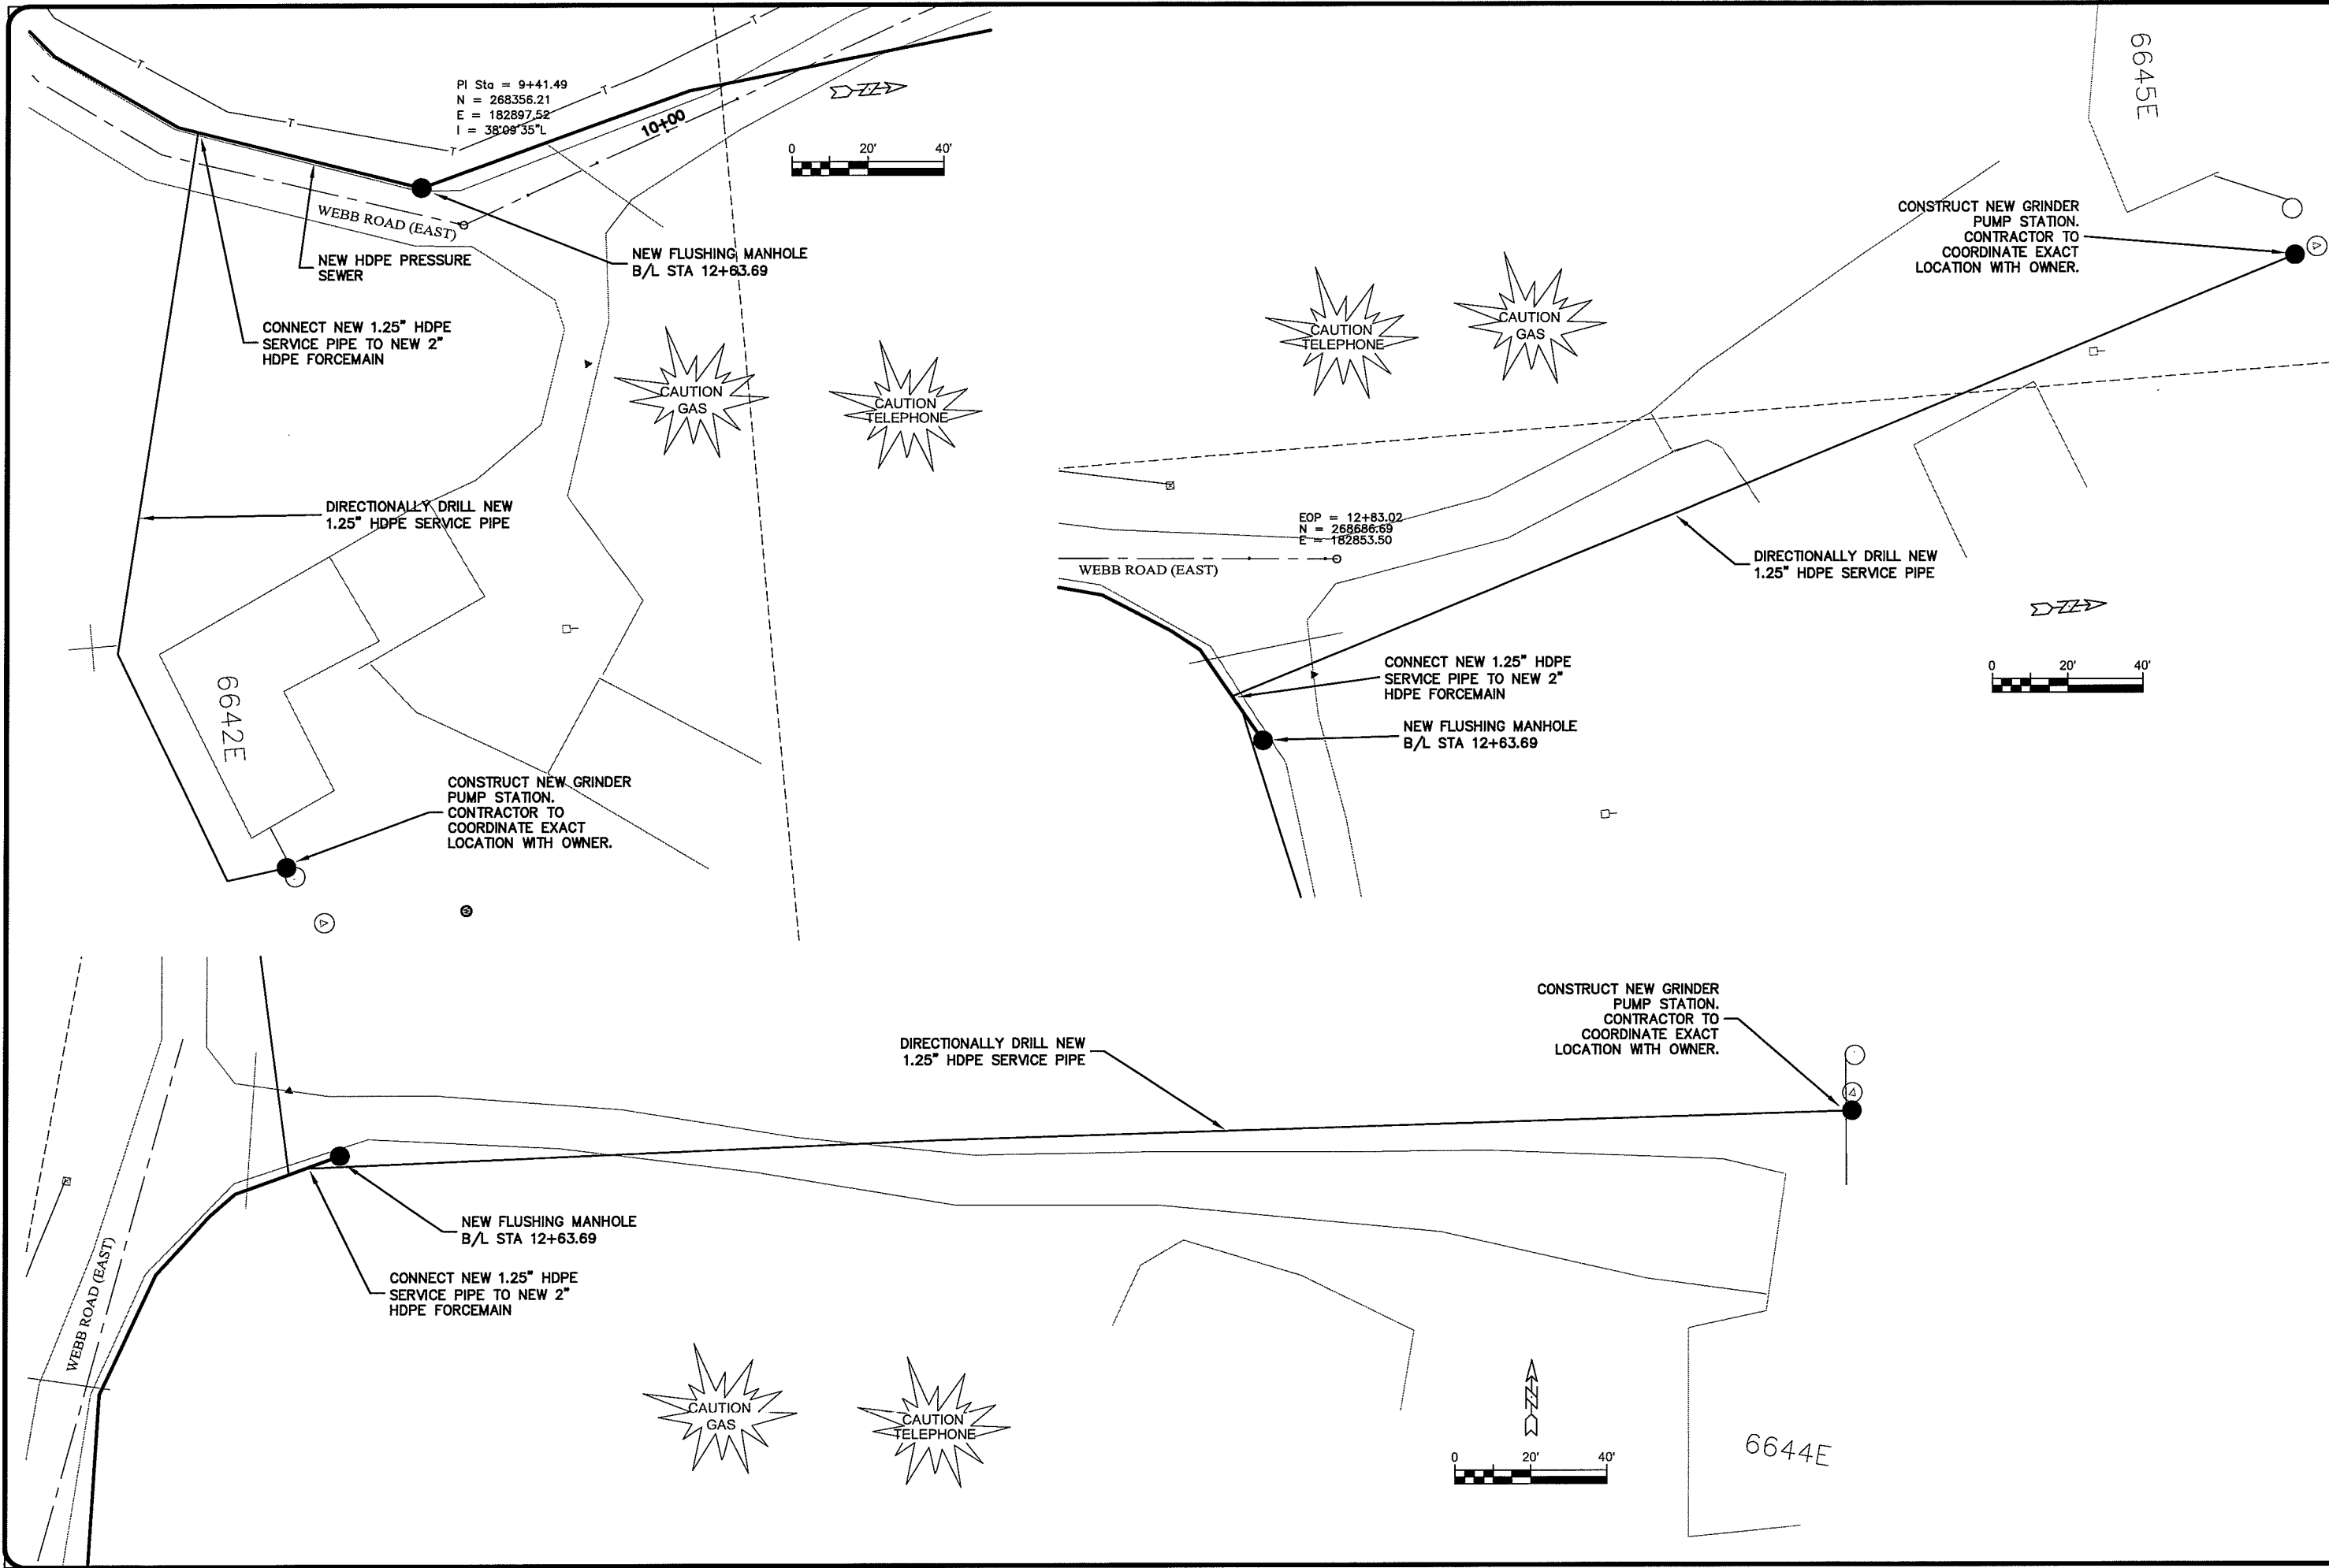 PI Sta = 9+41.49
N = 268356.21
E = 182897.52
I = 38°09'35"L
10+00
T
T
T
T
T
N
0 20' 40'
WEBB ROAD (EAST)
NEW HDPE PRESSURE
SEWER
NEW FLUSHING MANHOLE
B/L STA 12+63.69
CONNECT NEW 1.25" HDPE
SERVICE PIPE TO NEW 2"
HDPE FORCEMAIN
CAUTION
GAS
CAUTION
TELEPHONE
DIRECTIONALLY DRILL NEW
1.25" HDPE SERVICE PIPE
6642E
CONSTRUCT NEW GRINDER
PUMP STATION.
CONTRACTOR TO
COORDINATE EXACT
LOCATION WITH OWNER.
6645E
CONSTRUCT NEW GRINDER
PUMP STATION.
CONTRACTOR TO
COORDINATE EXACT
LOCATION WITH OWNER.
CAUTION
TELEPHONE
CAUTION
GAS
EOP = 12+83.02
N = 268686.69
E = 182853.50
WEBB ROAD (EAST)
DIRECTIONALLY DRILL NEW
1.25" HDPE SERVICE PIPE
N
0 20' 40'
CONNECT NEW 1.25" HDPE
SERVICE PIPE TO NEW 2"
HDPE FORCEMAIN
NEW FLUSHING MANHOLE
B/L STA 12+63.69
CONSTRUCT NEW GRINDER
PUMP STATION.
CONTRACTOR TO
COORDINATE EXACT
LOCATION WITH OWNER.
DIRECTIONALLY DRILL NEW
1.25" HDPE SERVICE PIPE
NEW FLUSHING MANHOLE
B/L STA 12+63.69
WEBB ROAD (EAST)
CONNECT NEW 1.25" HDPE
SERVICE PIPE TO NEW 2"
HDPE FORCEMAIN
CAUTION
GAS
CAUTION
TELEPHONE
N
0 20' 40'
6644E